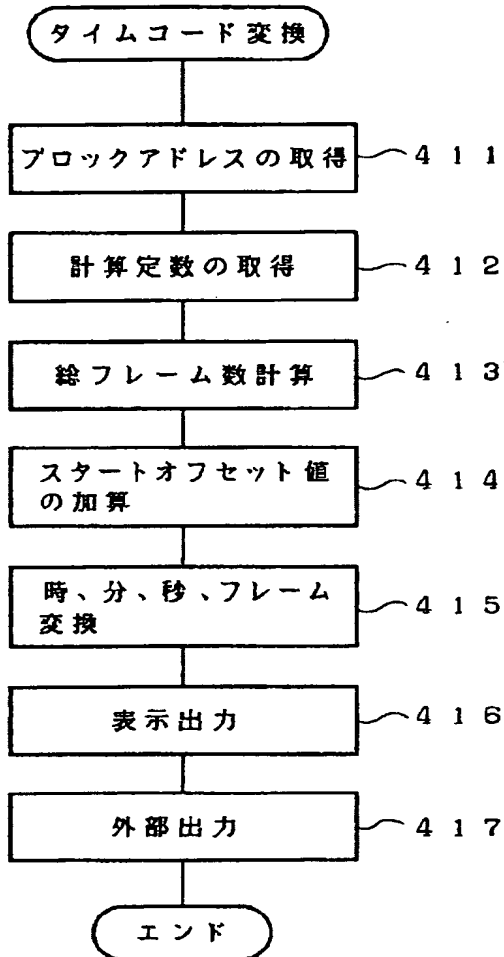 タイムコード変換
ブロックアドレスの取得
411
計算定数の取得
412
総フレーム数計算
413
スタートオフセット値
の加算
414
時、分、秒、フレーム
変換
415
表示出力
416
外部出力
417
エンド